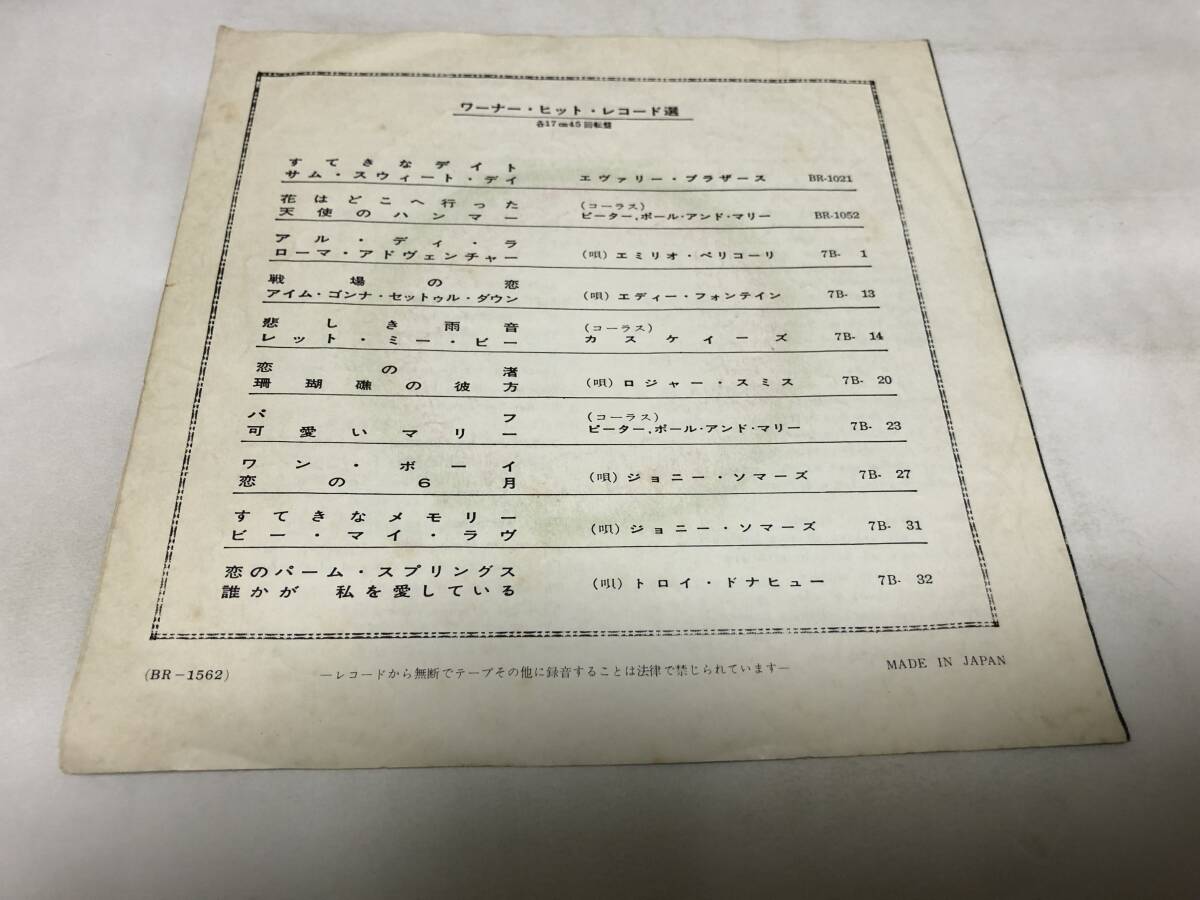 ワーナー・ヒット・レコード選
各17㎝45回転盤
すてきなデイト
サム・スウィート・デイ エヴァリー・ブラザース BR-1021
花はどこへ行った (コーラス)
天使のハンマー ピーター,ポール・アンド・マリー BR-1052
アル・ディ・ラ
ローマ・アドヴェンチャー (唄) エミリオ・ペリコーリ 7B- 1
戦場の恋
アイム・ゴンナ・セットゥル・ダウン (唄) エディー・フォンテイン 7B- 13
悲しき雨音 (コーラス)
レット・ミー・ビー カスケイーズ 7B- 14
恋の渚
珊瑚礁の彼方 (唄) ロジャー・スミス 7B- 20
パフ (コーラス)
可愛いマリー ピーター,ポール・アンド・マリー 7B- 23
ワン・ボーイ
恋の6月 (唄) ジョニー・ソマーズ 7B- 27
すてきなメモリー
ビー・マイ・ラヴ (唄) ジョニー・ソマーズ 7B- 31
恋のパーム・スプリングス
誰かが 私を愛している (唄) トロイ・ドナヒュー 7B- 32
(BR-1562) —レコードから無断でテープその他に録音することは法律で禁じられています— MADE IN JAPAN